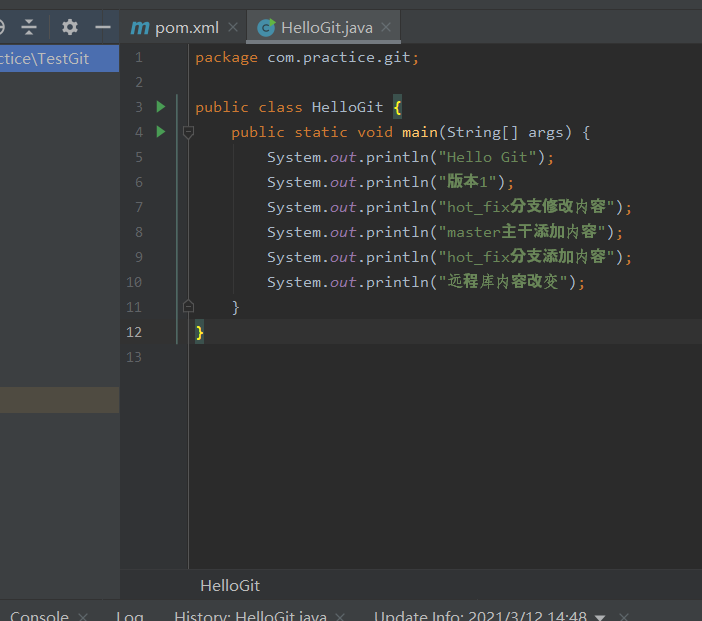 pom.xml
HelloGit.java
ctice\TestGit
1 package com.practice.git;
2
3 public class HelloGit {
4 public static void main(String[] args) {
5 System.out.println("Hello Git");
6 System.out.println("版本1");
7 System.out.println("hot_fix分支修改内容");
8 System.out.println("master主干添加内容");
9 System.out.println("hot_fix分支添加内容");
10 System.out.println("远程库内容改变");
11 }
12 }
13
HelloGit
Console Log History: HelloGit.java Update Info: 2021/3/12 14:48